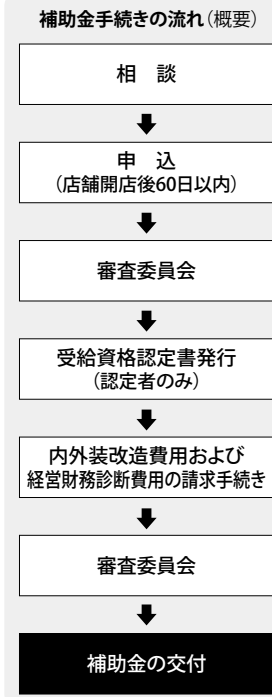 補助金手続きの流れ(概要)
相　談
申　込
(店舗開店後60日以内)
審査委員会
受給資格認定書発行
(認定者のみ)
内外装改造費用および
経営財務診断費用の請求手続き
審査委員会
補助金の交付